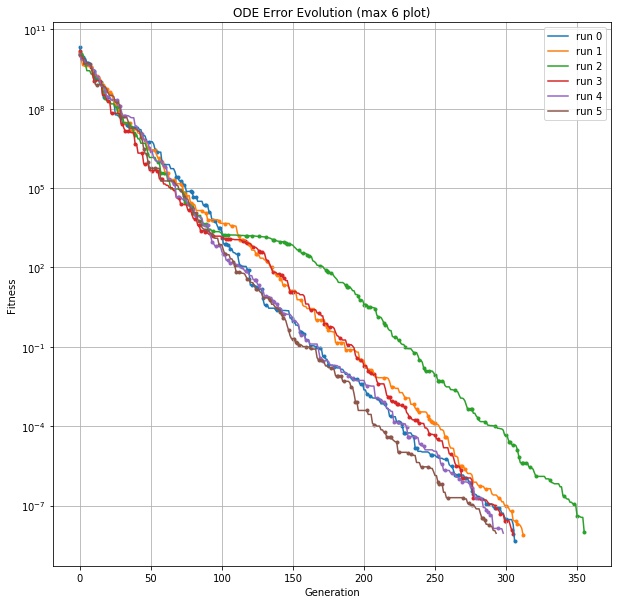 ODE Error Evolution (max 6 plot)
run 0
run 1
run 2
run 3
run 4
run 5
10¹¹
10⁸
10⁵
10²
10⁻¹
10⁻⁴
10⁻⁷
Fitness
0 50 100 150 200 250 300 350
Generation